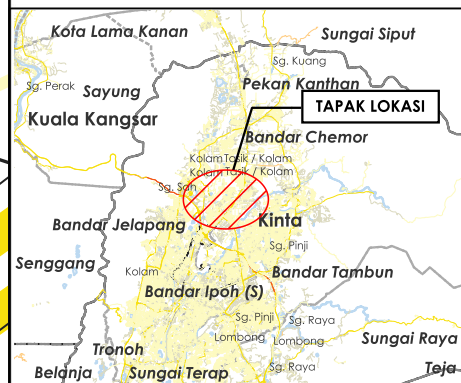 Kota Lama Kanan
Sungai Siput
Sg. Kuang
Sg. Perak
Sayung
Pekan Kanthan
TAPAK LOKASI
Kuala Kangsar
Bandar Chemor
Kolam Tasik / Kolam
Kolam Tasik / Kolam
Sg. San
Bandar Jelapang
Kinta
Sg. Pinji
Senggang
Kolam
Bandar Tambun
Bandar Ipoh (S)
Sg. Pinji
Sg. Raya
Lombong
Lombong
Sungai Raya
Tronoh
Sg. Raya
Teja
Belanja
Sungai Terap